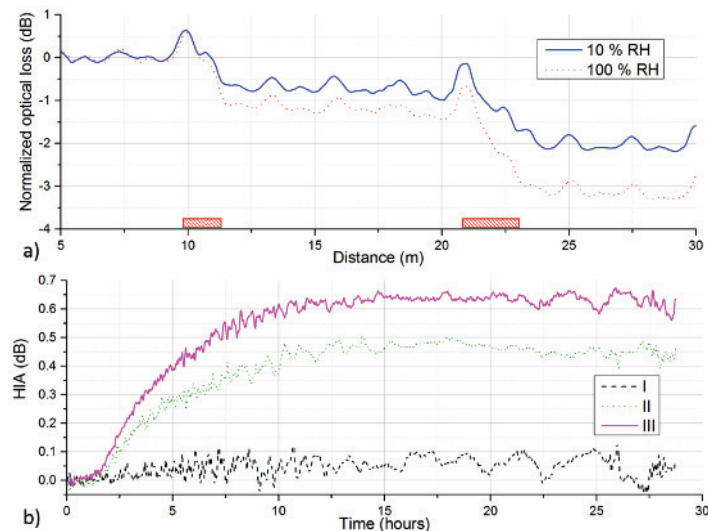 Normalized optical loss (dB)
1
0
-1
-2
-3
-4
10 % RH
100 % RH
5
10
15
20
25
30
a)
Distance (m)
HIA (dB)
0.7
0.6
0.5
0.4
0.3
0.2
0.1
0.0
I
II
III
0
5
10
15
20
25
30
b)
Time (hours)